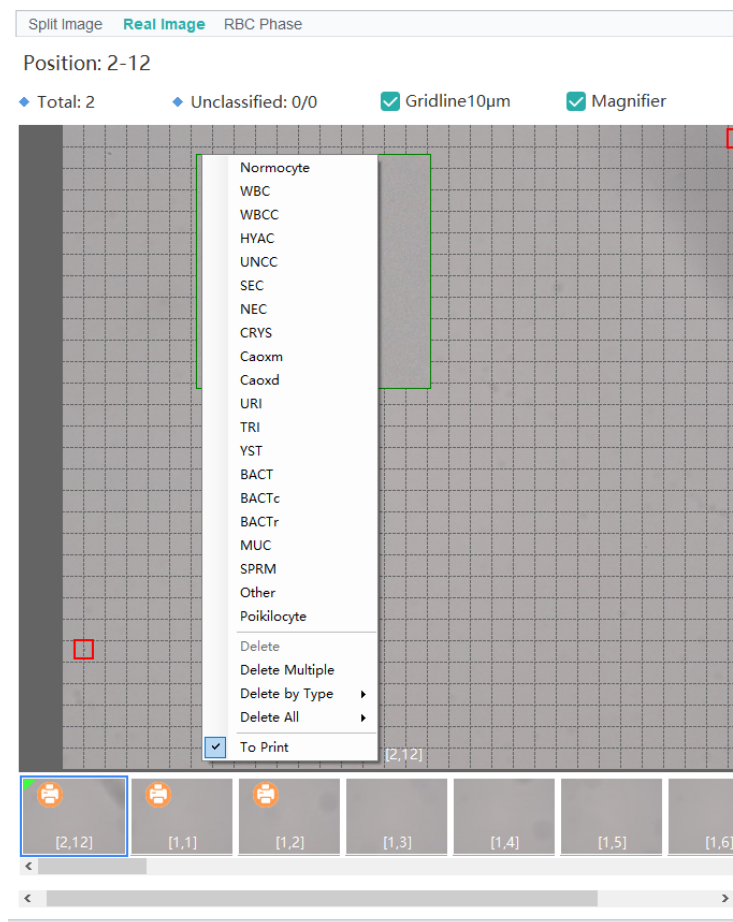 Split Image Real Image RBC Phase
Position: 2-12
Total: 2 Unclassified: 0/0 Gridline10μm Magnifier
Normocyte
WBC
WBCC
HYAC
UNCC
SEC
NEC
CRYS
Caoxm
Caoxd
URI
TRI
YST
BACT
BACTc
BACTr
MUC
SPRM
Other
Poikilocyte
Delete
Delete Multiple
Delete by Type
Delete All
To Print
[2,12]
[2,12] [1,1] [1,2] [1,3] [1,4] [1,5] [1,6]